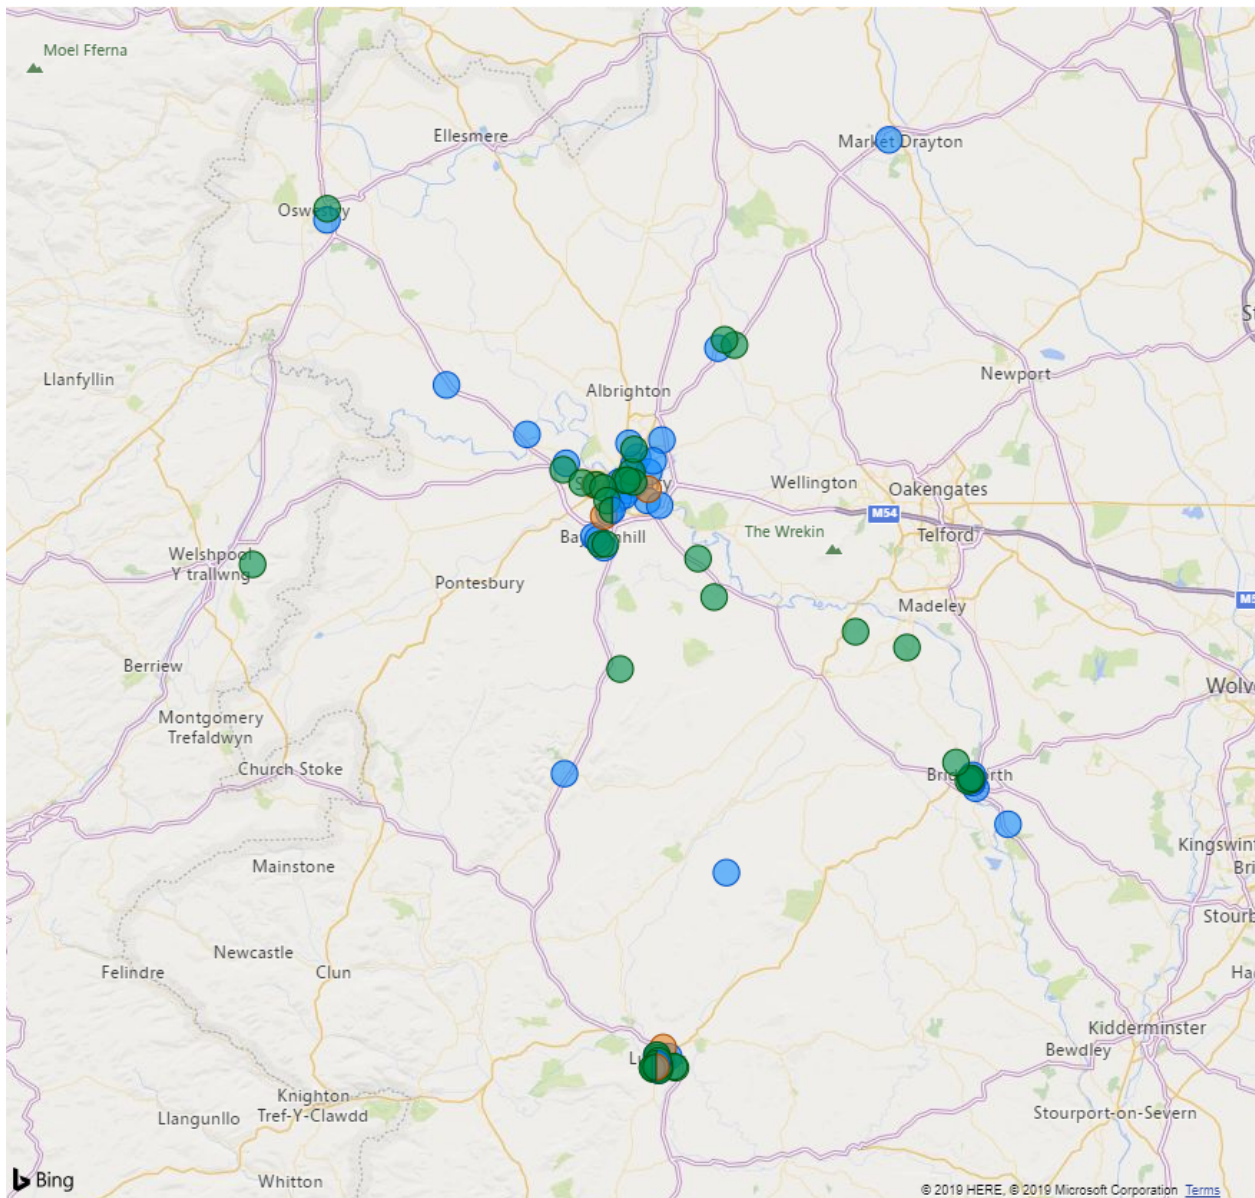 Moel Fferna
Ellesmere
Market Drayton
Oswestry
Llanfyllin
Albrighton
Newport
Wellington
Oakengates
M54
The Wrekin
Telford
Welshpool
Y trallwng
Pontesbury
Madeley
Berriew
Montgomery
Trefaldwyn
Church Stoke
Mainstone
Newcastle
Felindre
Clun
Kidderminster
Bewdley
Knighton
Tref-Y-Clawdd
Llangunllo
Stourport-on-Severn
Whitton
Bing
© 2019 HERE, © 2019 Microsoft Corporation Terms